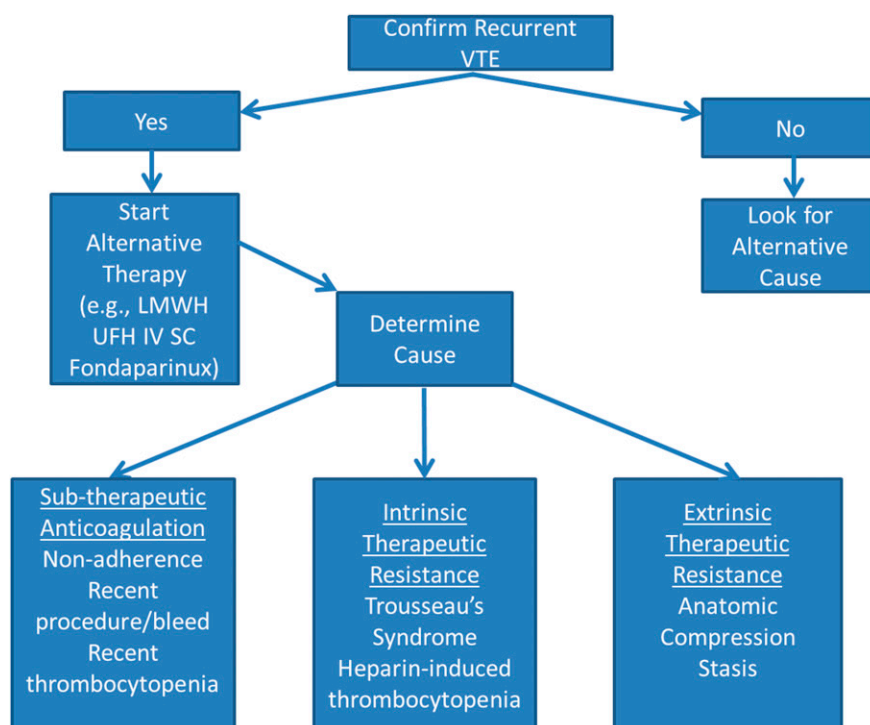 Confirm Recurrent
VTE
Yes
No
Start
Alternative
Therapy
(e.g., LMWH
UFH IV SC
Fondaparinux)
Look for
Alternative
Cause
Determine
Cause
Sub-therapeutic
Anticoagulation
Non-adherence
Recent
procedure/bleed
Recent
thrombocytopenia
Intrinsic
Therapeutic
Resistance
Trousseau’s
Syndrome
Heparin-induced
thrombocytopenia
Extrinsic
Therapeutic
Resistance
Anatomic
Compression
Stasis